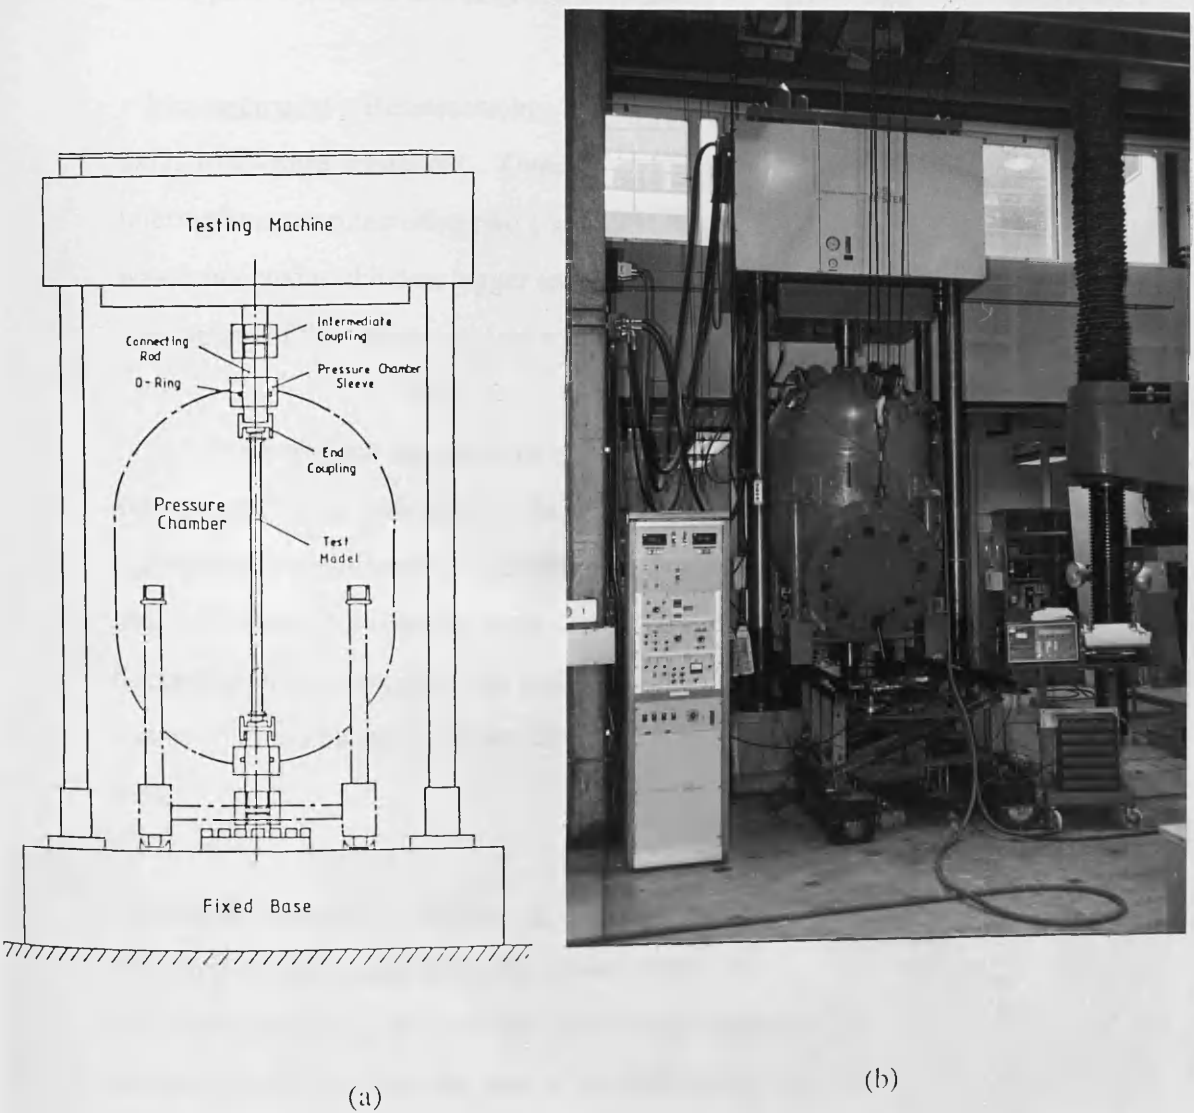 Testing Machine
Intermediate
Coupling
Connecting
Rod
Pressure Chamber
Sleeve
O-Ring
End
Coupling
Pressure
Chamber
Test
Model
Fixed Base
(a)
(b)